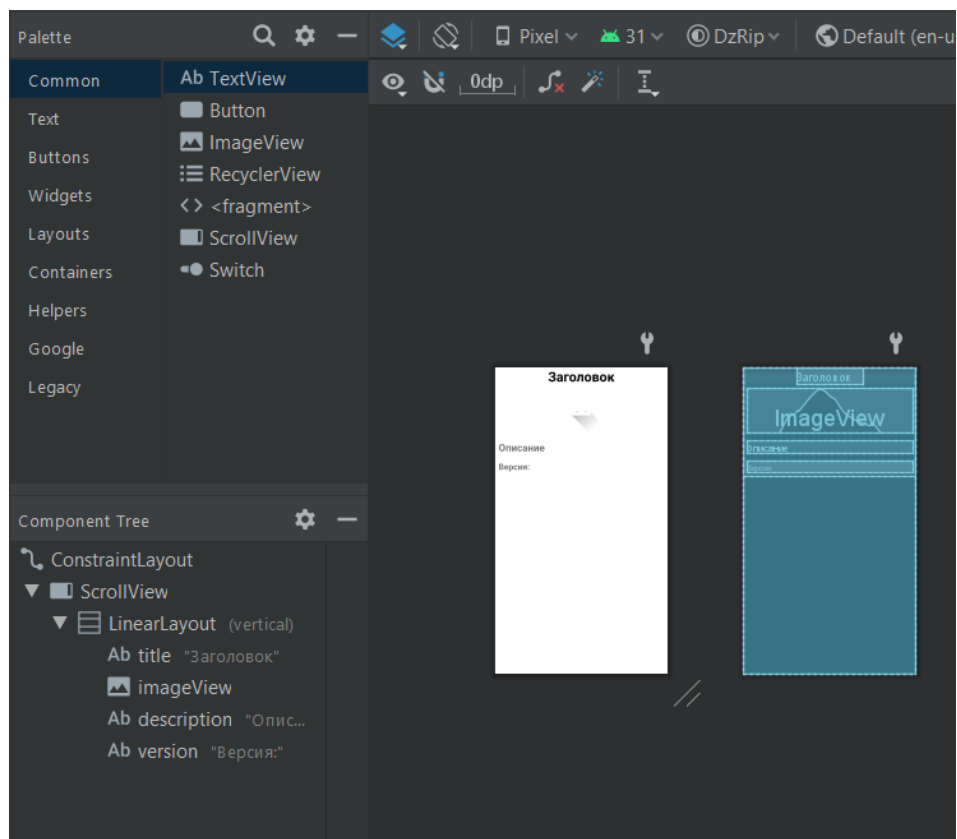 Palette
Pixel 31 DzRip Default (en-u
Common
Text
Buttons
Widgets
Layouts
Containers
Helpers
Google
Legacy
Ab TextView
Button
ImageView
RecyclerView
<> <fragment>
ScrollView
Switch
0dp
Заголовок
Описание
Версия:
Заголовок
ImageView
Описание
Component Tree
ConstraintLayout
ScrollView
LinearLayout (vertical)
Ab title "Заголовок"
imageView
Ab description "Опис...
Ab version "Версия:"